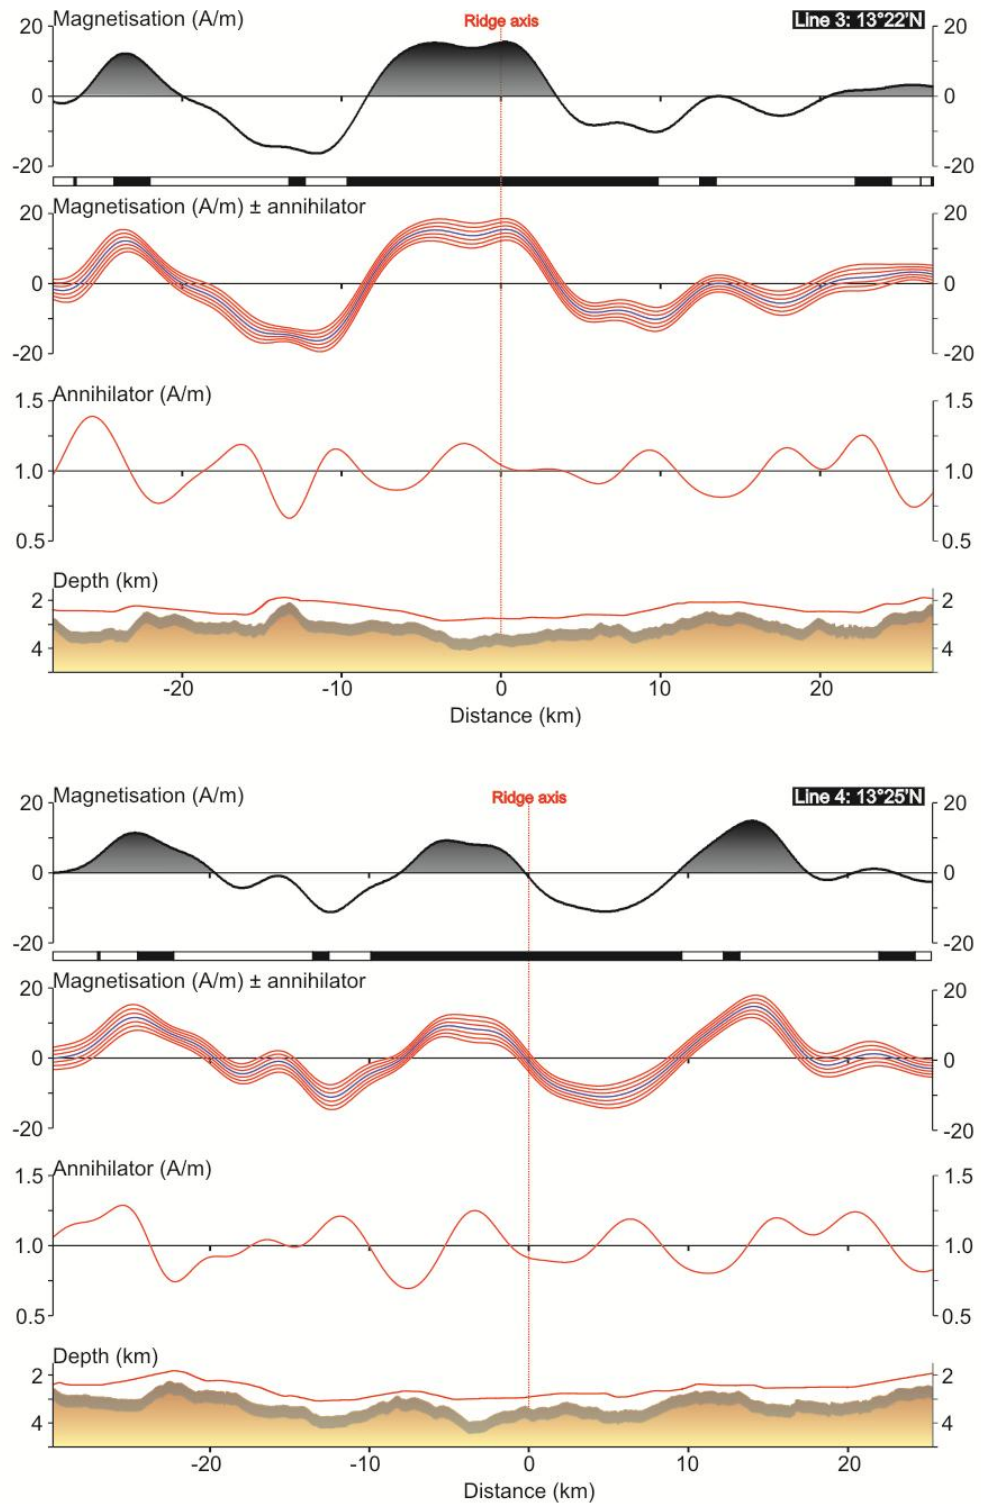 Magnetisation (A/m) Ridge axis Line 3: 13°22'N
20 20
0 0
-20 -20
Magnetisation (A/m) ± annihilator
20 20
0 0
-20 -20
Annihilator (A/m)
1.5 1.5
1.0 1.0
0.5 0.5
Depth (km)
2 2
4 4
-20 -10 0 10 20
Distance (km)
Magnetisation (A/m) Ridge axis Line 4: 13°25'N
20 20
0 0
-20 -20
Magnetisation (A/m) ± annihilator
20 20
0 0
-20 -20
Annihilator (A/m)
1.5 1.5
1.0 1.0
0.5 0.5
Depth (km)
2 2
4 4
-20 -10 0 10 20
Distance (km)